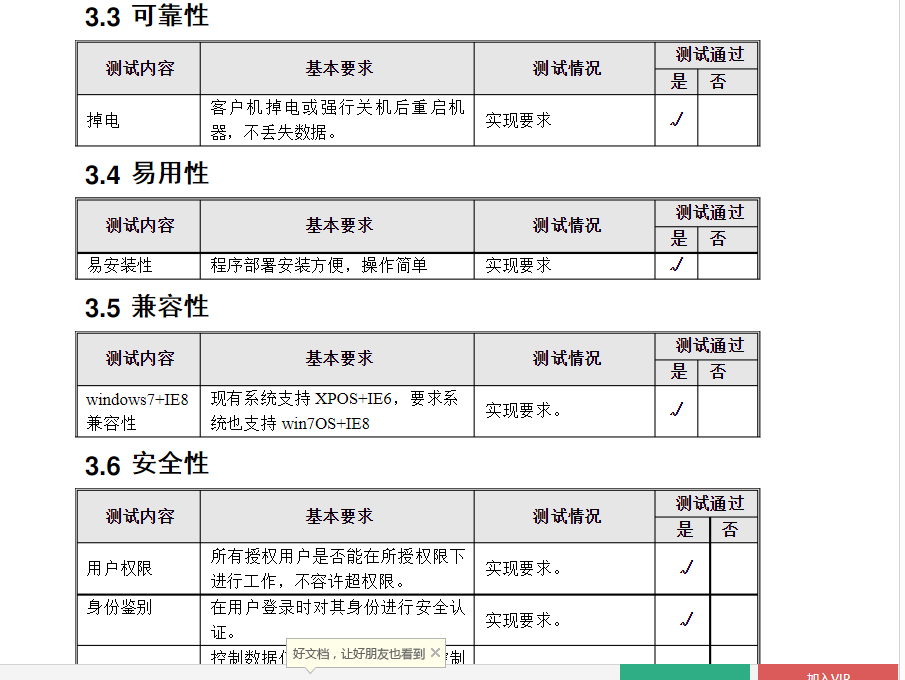 3.3 可靠性
测试内容 基本要求 测试情况 测试通过
是 否
掉电 客户机掉电或强行关机后重启机器，不丢失数据。 实现要求 √
3.4 易用性
测试内容 基本要求 测试情况 测试通过
是 否
易安装性 程序部署安装方便，操作简单 实现要求 √
3.5 兼容性
测试内容 基本要求 测试情况 测试通过
是 否
windows7+IE8兼容性 现有系统支持 XPOS+IE6，要求系统也支持 win7OS+IE8 实现要求。 √
3.6 安全性
测试内容 基本要求 测试情况 测试通过
是 否
用户权限 所有授权用户是否能在所授权限下进行工作，不容许超权限。 实现要求。 √
身份鉴别 在用户登录时对其身份进行安全认证。 实现要求。 √
控制数据
好文档，让好朋友也看到 ×
加入VIP